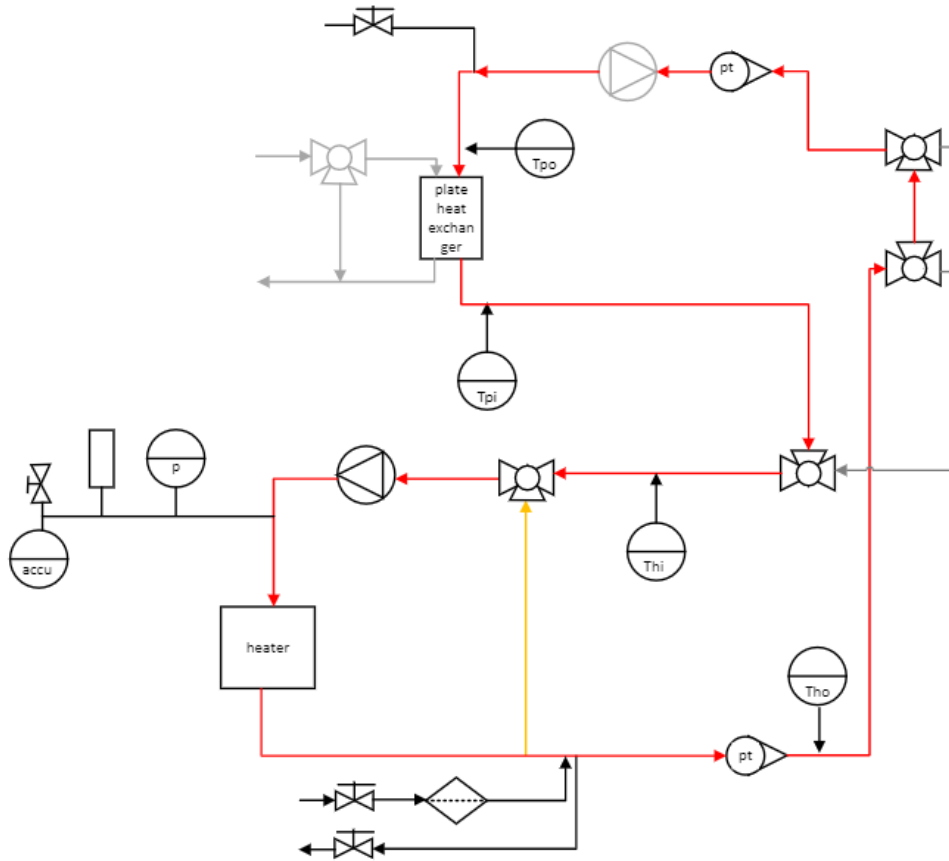 pt
Tpo
plate
heat
exchan
ger
Tpi
p
accu
Thi
heater
Tho
pt